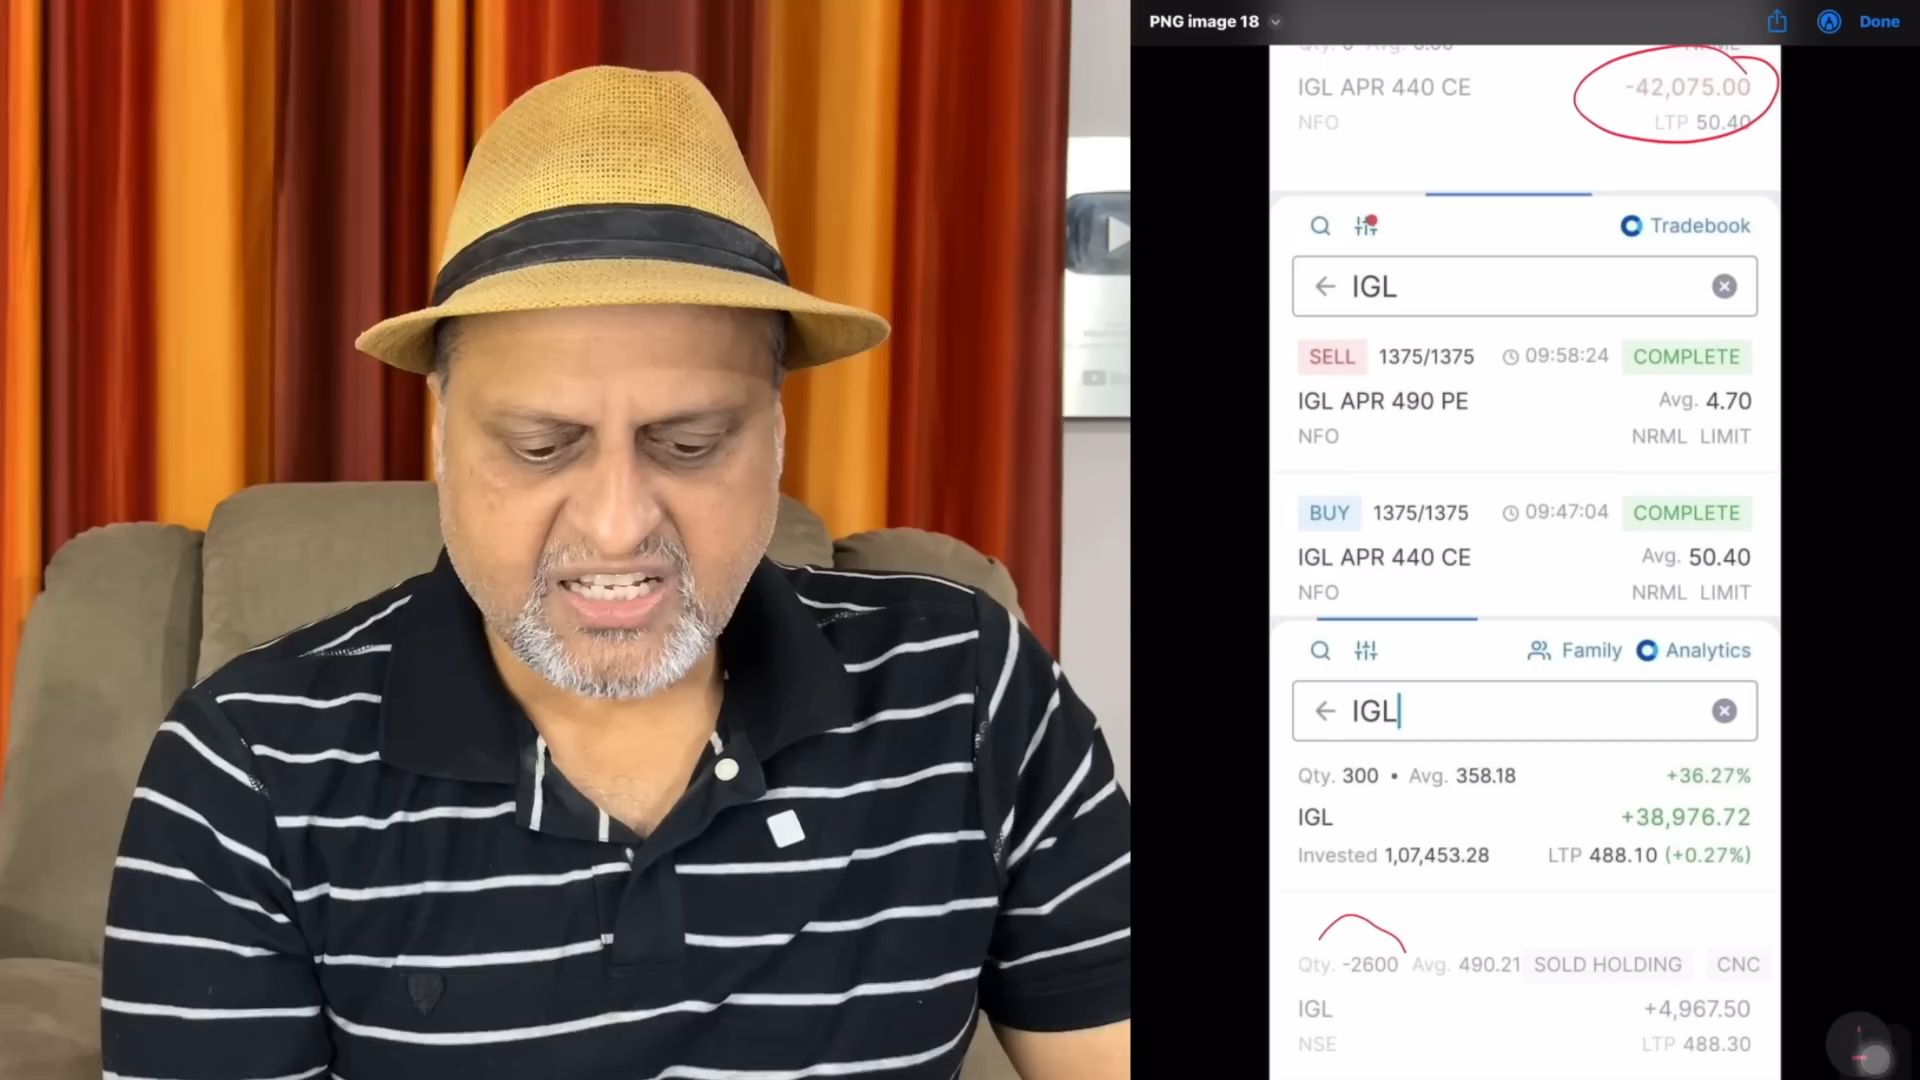 PNG image 18
Done
IGL APR 440 CE -42,075.00
NFO LTP 50.40
Tradebook
IGL
SELL 1375/1375 09:58:24 COMPLETE
IGL APR 490 PE Avg. 4.70
NFO NRML LIMIT
BUY 1375/1375 09:47:04 COMPLETE
IGL APR 440 CE Avg. 50.40
NFO NRML LIMIT
Family Analytics
IGL
Qty. 300 • Avg. 358.18 +36.27%
IGL +38,976.72
Invested 1,07,453.28 LTP 488.10 (+0.27%)
Qty. -2600 Avg. 490.21 SOLD HOLDING CNC
IGL +4,967.50
NSE LTP 488.30